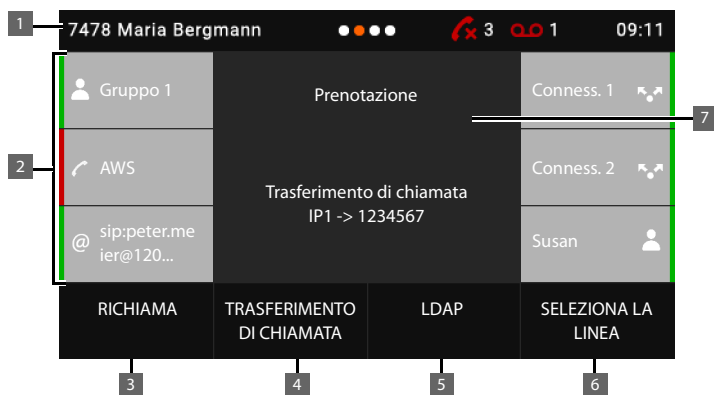 1
7478 Maria Bergmann
3
1
09:11
2
Gruppo 1
AWS
@
sip:peter.me
ier@120...
Prenotazione
Trasferimento di chiamata
IP1 -> 1234567
Conness. 1
Conness. 2
Susan
7
RICHIAMA
TRASFERIMENTO
DI CHIAMATA
LDAP
SELEZIONA LA
LINEA
3
4
5
6